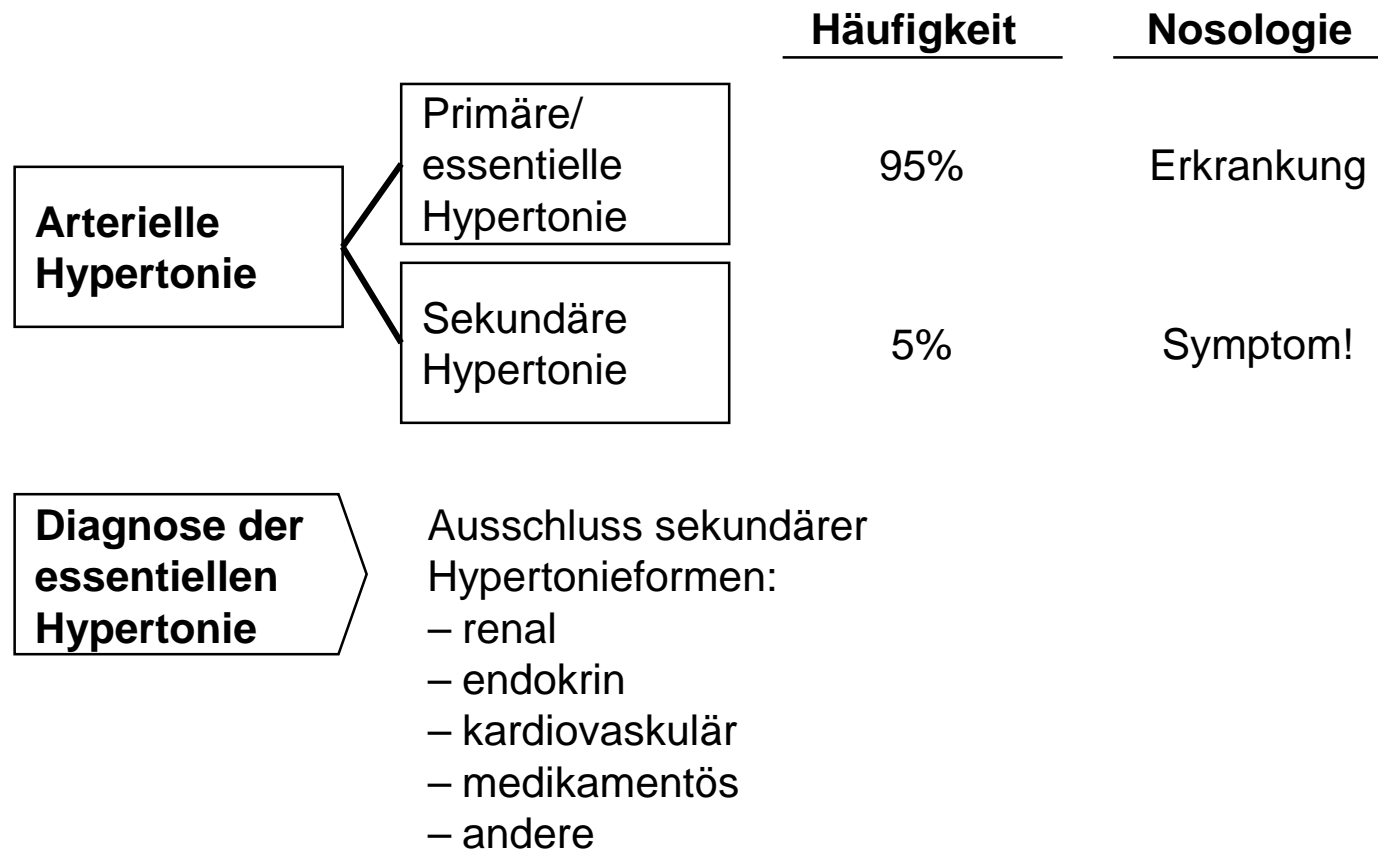 Häufigkeit Nosologie
Primäre/
essentielle
Hypertonie
95% Erkrankung
Arterielle
Hypertonie
Sekundäre
Hypertonie
5% Symptom!
Diagnose der
essentiellen
Hypertonie
Ausschluss sekundärer
Hypertonieformen:
– renal
– endokrin
– kardiovaskulär
– medikamentös
– andere